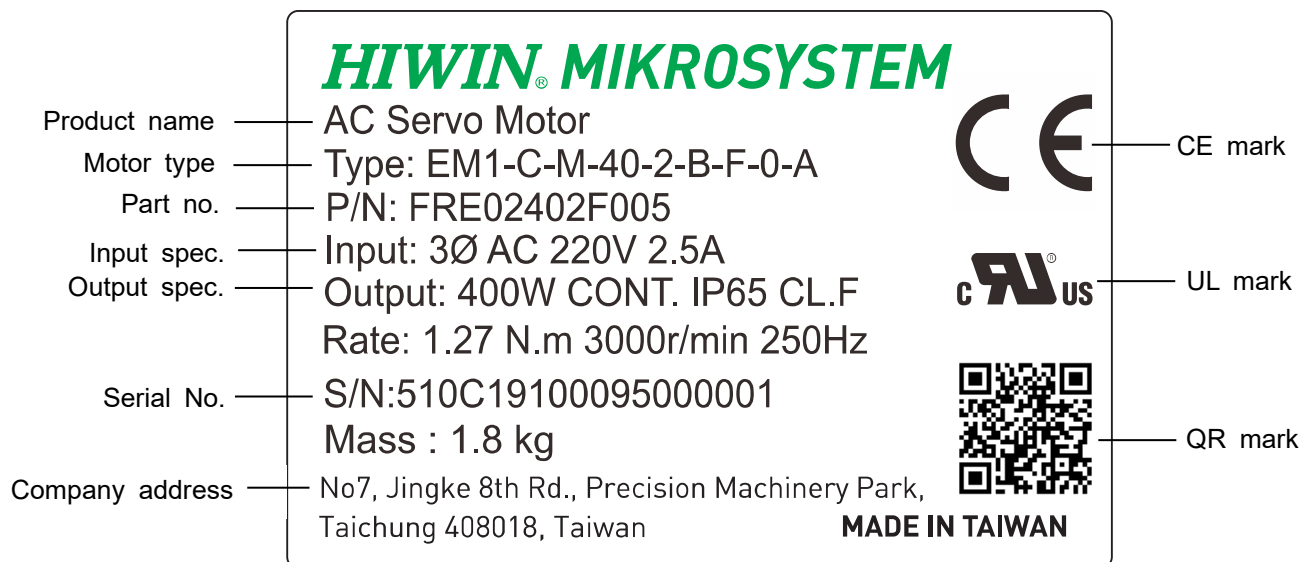 HIWIN® MIKROSYSTEM
Product name
AC Servo Motor
Motor type
Type: EM1-C-M-40-2-B-F-0-A
CE
CE mark
Part no.
P/N: FRE02402F005
Input spec.
Input: 3Ø AC 220V 2.5A
Output spec.
Output: 400W CONT. IP65 CL.F
C RU® US
UL mark
Rate: 1.27 N.m 3000r/min 250Hz
Serial No.
S/N:510C19100095000001
Mass : 1.8 kg
QR mark
Company address
No7, Jingke 8th Rd., Precision Machinery Park,
Taichung 408018, Taiwan
MADE IN TAIWAN